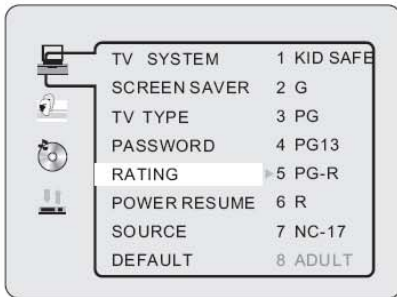 TV SYSTEM 1 KID SAFE
SCREEN SAVER 2 G
TV TYPE 3 PG
PASSWORD 4 PG13
RATING 5 PG-R
POWER RESUME 6 R
SOURCE 7 NC-17
DEFAULT 8 ADULT